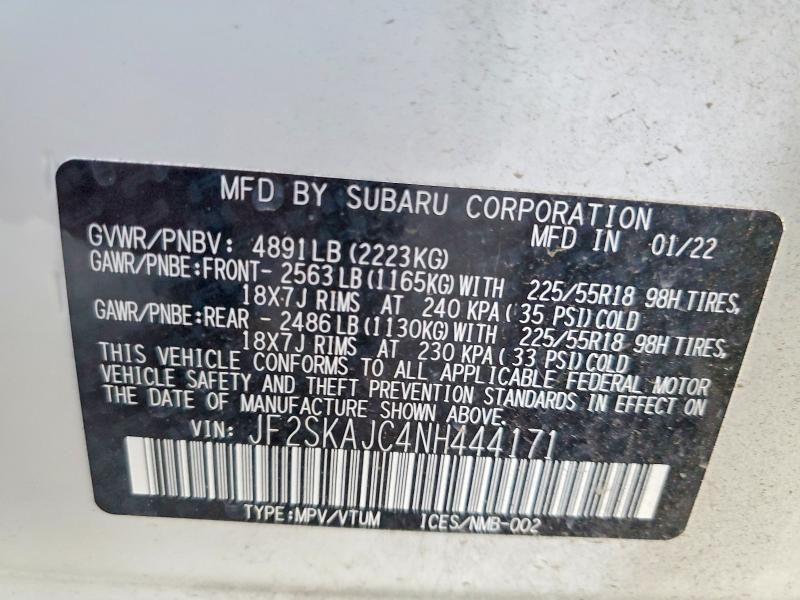 MFD BY SUBARU CORPORATION
MFD IN 01/22
GVWR/PNBV: 4891LB(2223KG)
GAWR/PNBE:FRONT- 2563LB(1165KG)WITH 225/55R18 98H TIRES,
18X7J RIMS AT 240 KPA( 35 PSI)COLD
GAWR/PNBE:REAR - 2486LB(1130KG)WITH 225/55R18 98H TIRES,
18X7J RIMS AT 230 KPA( 33 PSI)COLD
THIS VEHICLE CONFORMS TO ALL APPLICABLE FEDERAL MOTOR
VEHICLE SAFETY AND THEFT PREVENTION STANDARDS IN EFFECT ON
THE DATE OF MANUFACTURE SHOWN ABOVE.
VIN: JF2SKAJC4NH444171
TYPE:MPV/VTUM ICES/NMB-002